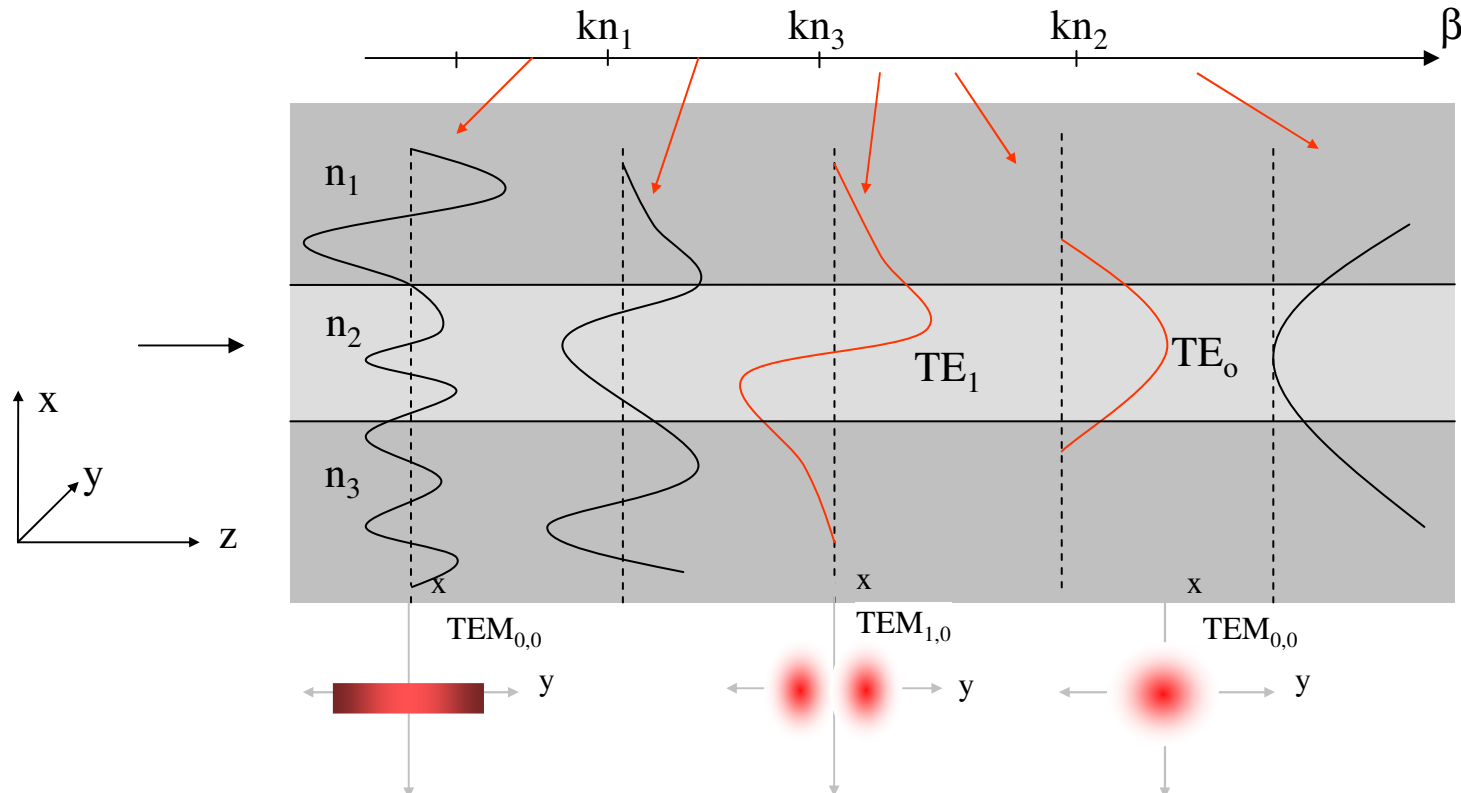 kn₁ kn₃ kn₂ β
n₁
n₂
TE₁ TEₒ
x
y
n₃
z
x x x
TEM₀,₀ TEM₁,₀ TEM₀,₀
y y y